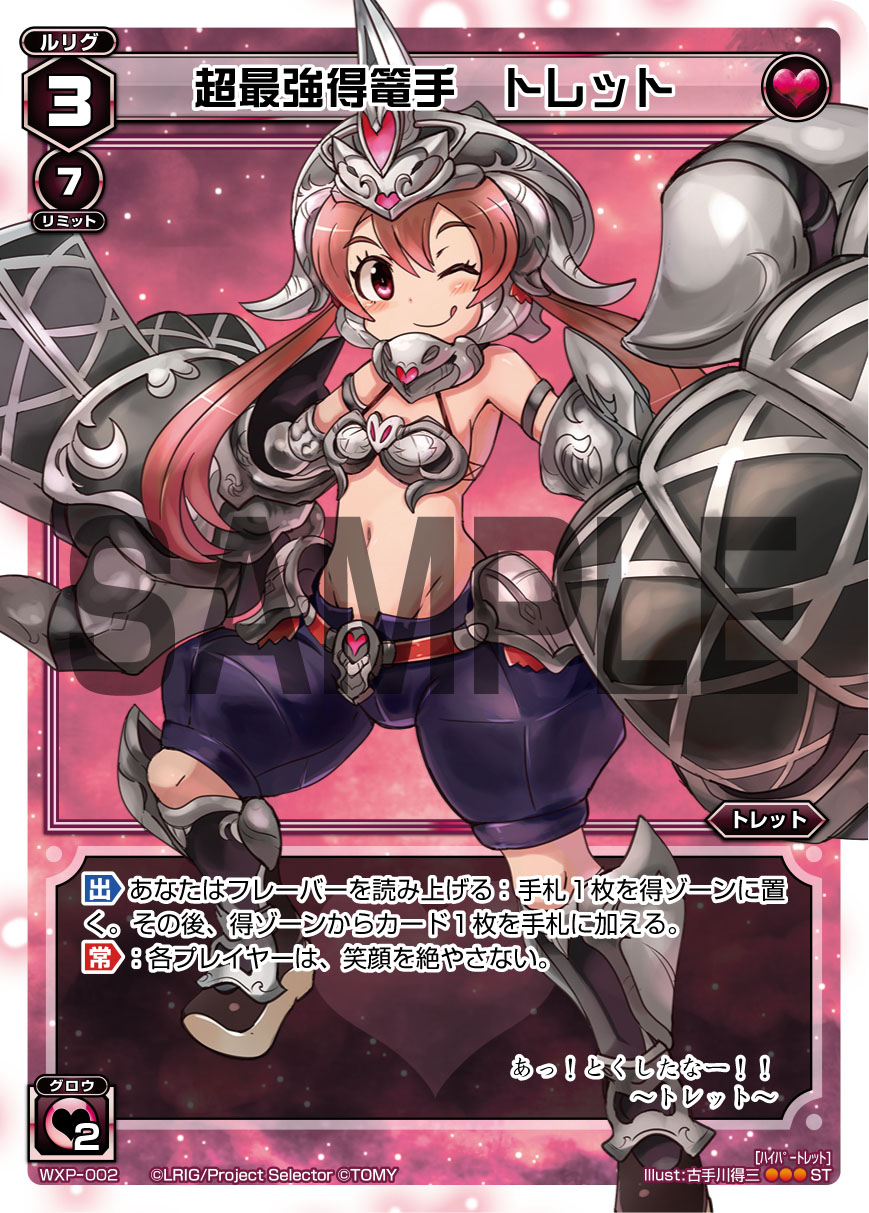 ルリグ
3
超最強得篭手 トレット
7
リミット
SAMPLE
トレット
出 あなたはフレーバーを読み上げる：手札１枚を得ゾーンに置
く。その後、得ゾーンからカード１枚を手札に加える。
常 ：各プレイヤーは、笑顔を絶やさない。
あっ！とくしたなー！！
～トレット～
グロウ
2
[ハイパートレット]
WXP-002 ©LRIG/Project Selector ©TOMY Illust:古手川得三 ST